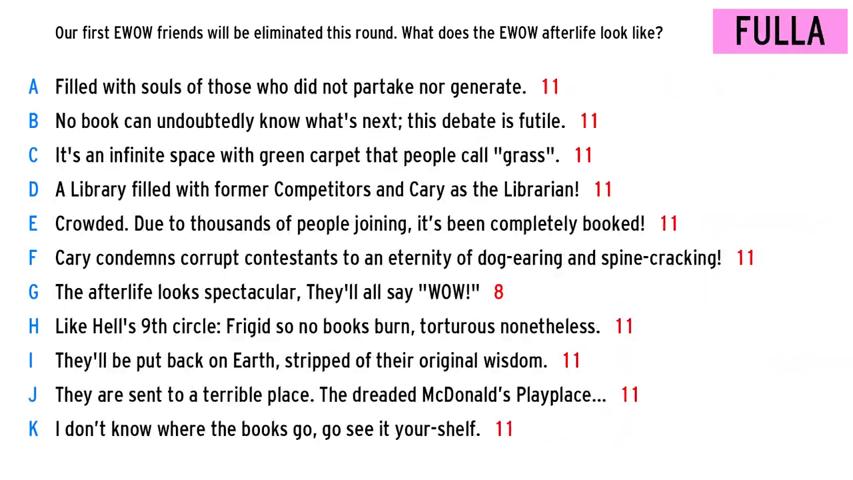 Our first EWOW friends will be eliminated this round. What does the EWOW afterlife look like?
FULLA
A Filled with souls of those who did not partake nor generate. 11
B No book can undoubtedly know what's next; this debate is futile. 11
C It's an infinite space with green carpet that people call "grass". 11
D A Library filled with former Competitors and Cary as the Librarian! 11
E Crowded. Due to thousands of people joining, it’s been completely booked! 11
F Cary condemns corrupt contestants to an eternity of dog-earing and spine-cracking! 11
G The afterlife looks spectacular, They'll all say "WOW!" 8
H Like Hell's 9th circle: Frigid so no books burn, torturous nonetheless. 11
I They'll be put back on Earth, stripped of their original wisdom. 11
J They are sent to a terrible place. The dreaded McDonald’s Playplace... 11
K I don’t know where the books go, go see it your-shelf. 11